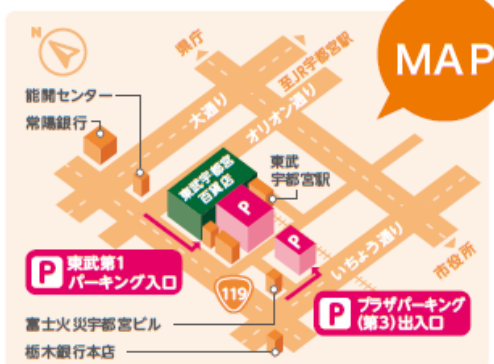 N
MAP
県庁
至JR宇都宮駅
能開センター
常陽銀行
大通り
オリオン通り
東武宇都宮
百貨店
東武
宇都宮駅
P
P
いちょう通り
市役所
P 東武第1
パーキング入口
119
P プラザパーキング
(第3)出入口
富士火災宇都宮ビル
栃木銀行本店